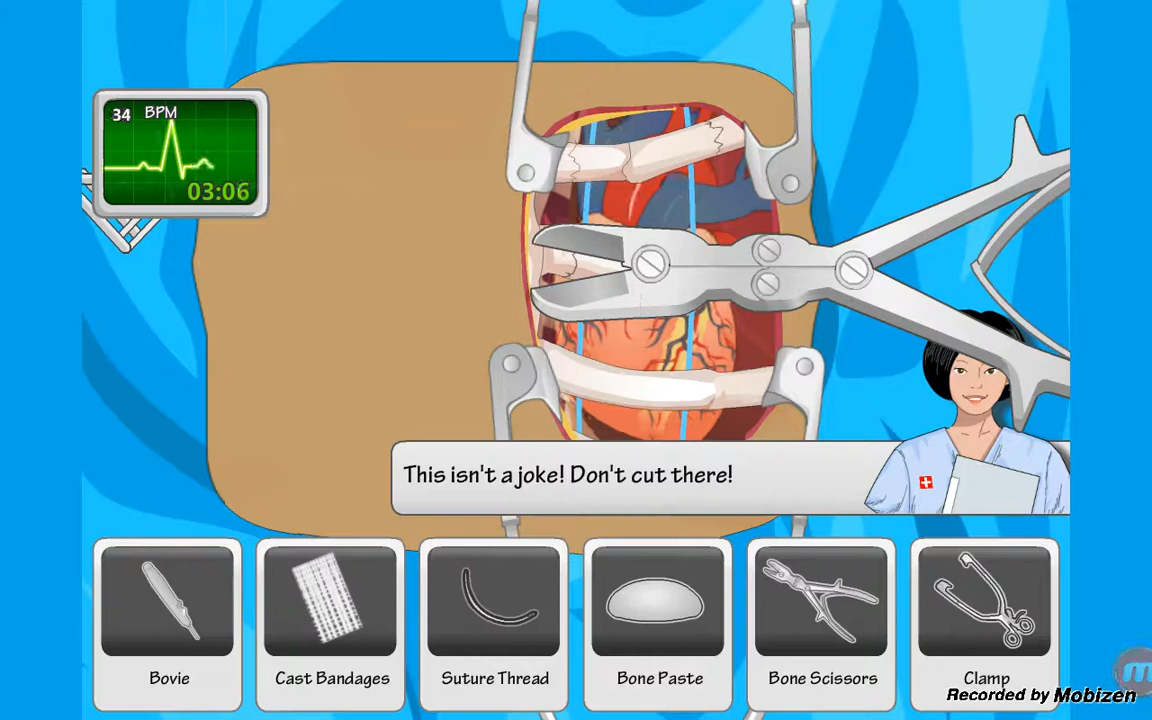 34 BPM
03:06
This isn't a joke! Don't cut there!
Bovie
Cast Bandages
Suture Thread
Bone Paste
Bone Scissors
Clamp
Recorded by Mobizen